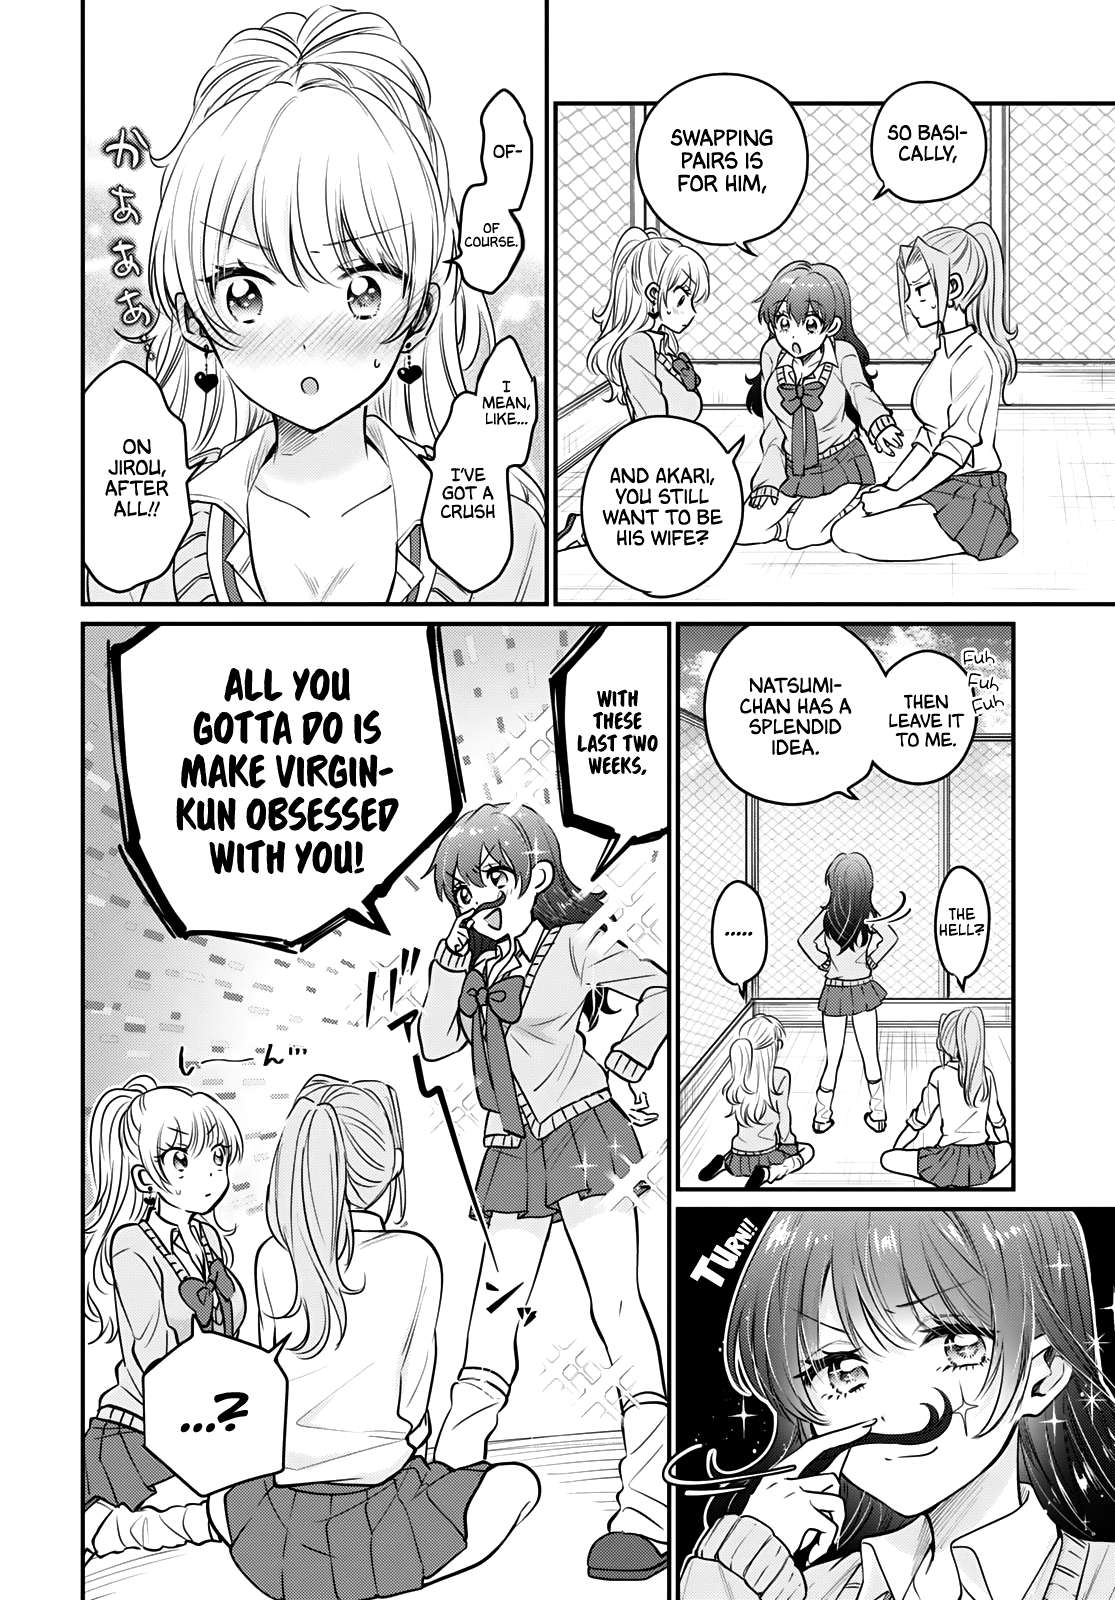 SO BASI-
CALLY,
SWAPPING
PAIRS IS
FOR HIM,
AND AKARI,
YOU STILL
WANT TO BE
HIS WIFE?
OF-
OF
COURSE.
I
MEAN,
LIKE...
I'VE
GOT A
CRUSH
ON
JIROU,
AFTER
ALL!!
かあぁぁぁ…
Fuh
Fuh
Fuh
THEN
LEAVE IT
TO ME.
NATSUMI-
CHAN HAS A
SPLENDID
IDEA.
THE
HELL?
.....
TURN!!
WITH
THESE
LAST TWO
WEEKS,
ALL YOU
GOTTA DO IS
MAKE VIRGIN-
KUN OBSESSED
WITH YOU!
しーん…
...?